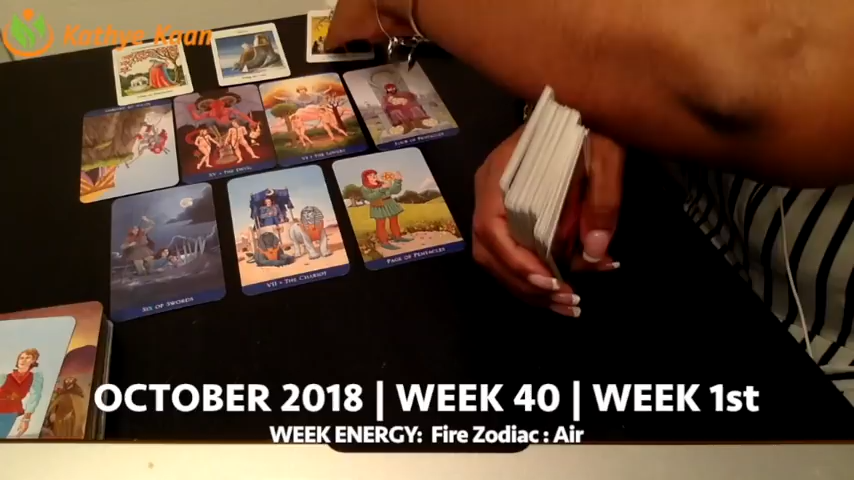 Kathye Kaan
XV • THE DEVIL
VI • THE LOVERS
FOUR OF PENTACLES
SIX OF SWORDS
VII • THE CHARIOT
PAGE OF PENTACLES
OCTOBER 2018 | WEEK 40 | WEEK 1st
WEEK ENERGY: Fire Zodiac : Air